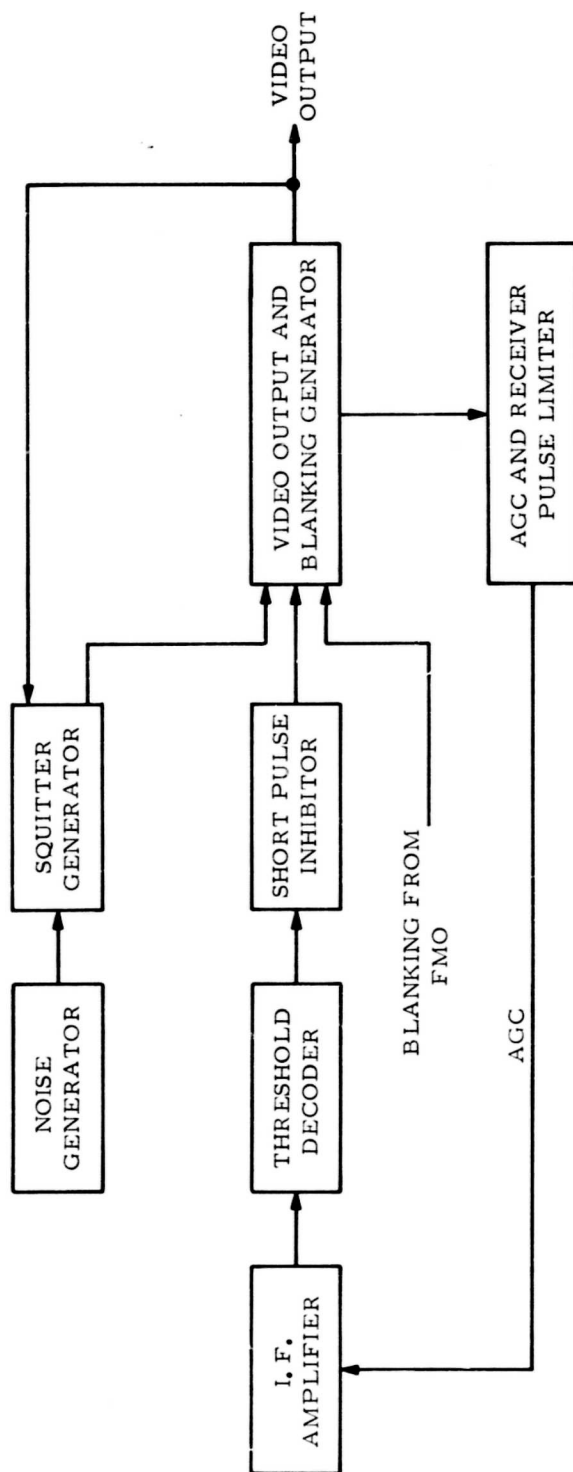 NOISE
GENERATOR
SQUITTER
GENERATOR
VIDEO
OUTPUT
I.F.
AMPLIFIER
THRESHOLD
DECODER
SHORT PULSE
INHIBITOR
VIDEO OUTPUT AND
BLANKING GENERATOR
BLANKING FROM
FMO
AGC
AGC AND RECEIVER
PULSE LIMITER